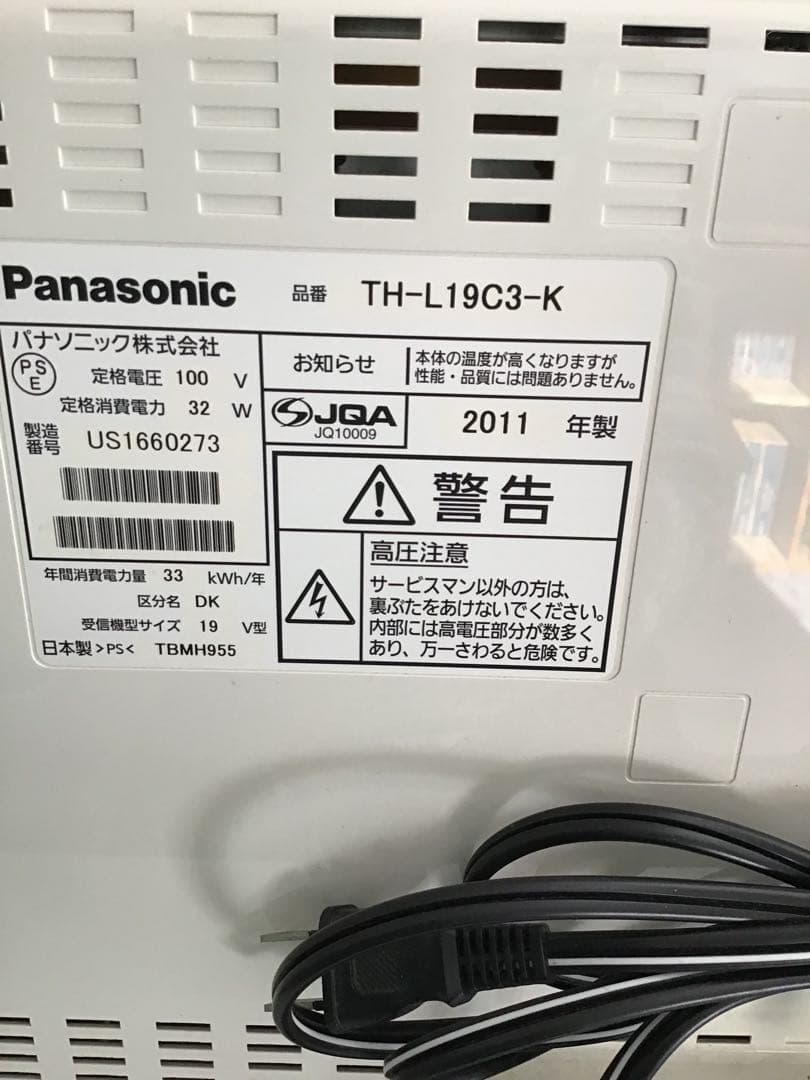 Panasonic 品番 TH-L19C3-K
パナソニック株式会社
PSE
定格電圧 100 V
定格消費電力 32 W
製造番号 US1660273
お知らせ
本体の温度が高くなりますが
性能・品質には問題ありません。
JQA
JQ10009
2011 年製
警告
高圧注意
サービスマン以外の方は、
裏ぶたをあけないでください。
内部には高電圧部分が数多く
あり、万一さわると危険です。
年間消費電力量 33 kWh/年
区分名 DK
受信機型サイズ 19 V型
日本製 >PS< TBMH955